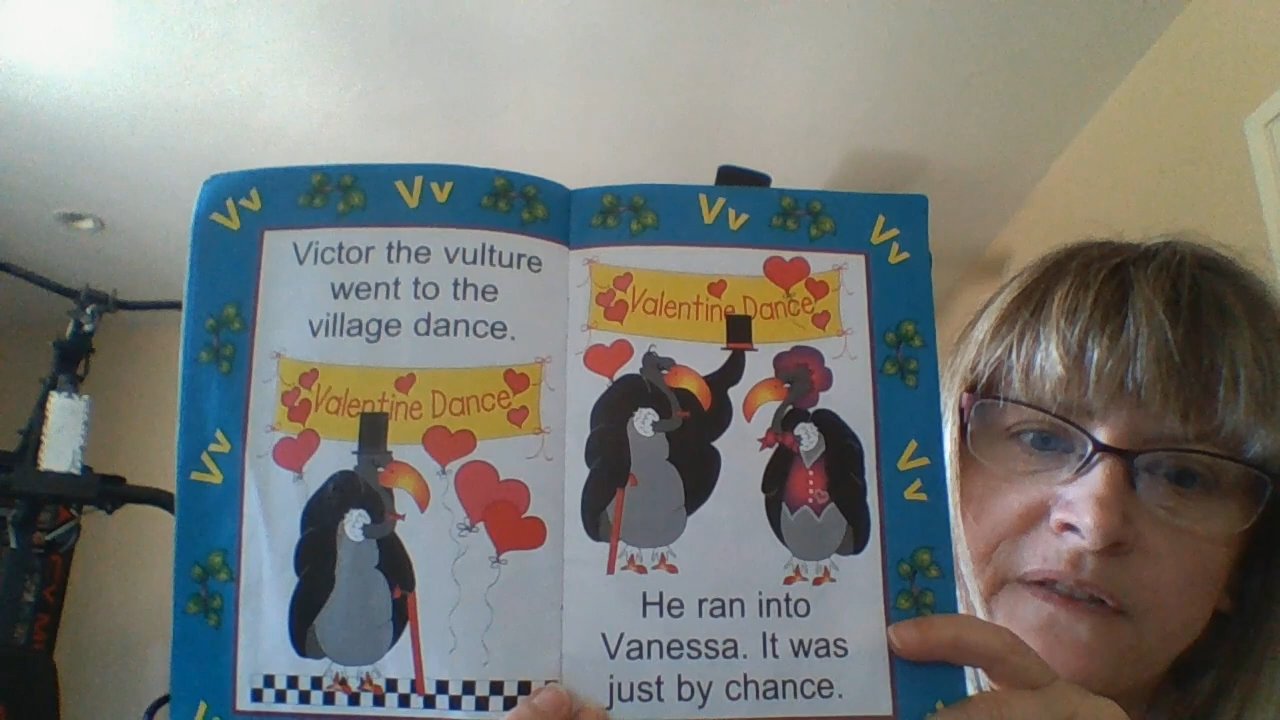 Vv
Vv
Vv
Vv
Victor the vulture
went to the
village dance.
Valentine Dance
Valentine Dance
He ran into
Vanessa. It was
just by chance.
Vv
Vv
Vv